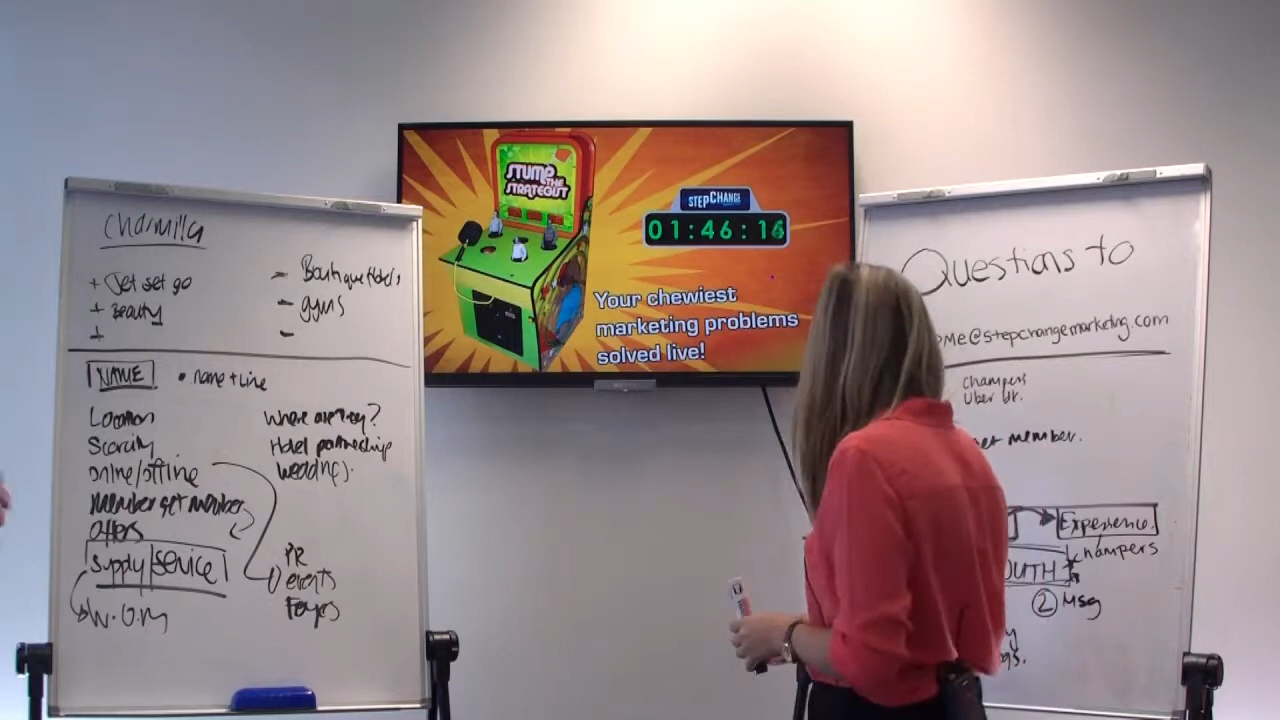 Charmilla
+ Jet set go
+ Beauty
+
- Boutique Hotels
- gyms
-
NAME • name + line
Location
Scarcity
online/offline
Member get member
offers
supply | service
W.O.M
Where are they?
Hotel partnership
weddings.
PR
events
STUMP
THE
STRATEGIST
STEPCHANGE
01:46:16
Your chewiest
marketing problems
solved live!
Questions to
me@stepchangemarketing.com
champers
Uber
member.
Experience
champers
OUTH
② Msg